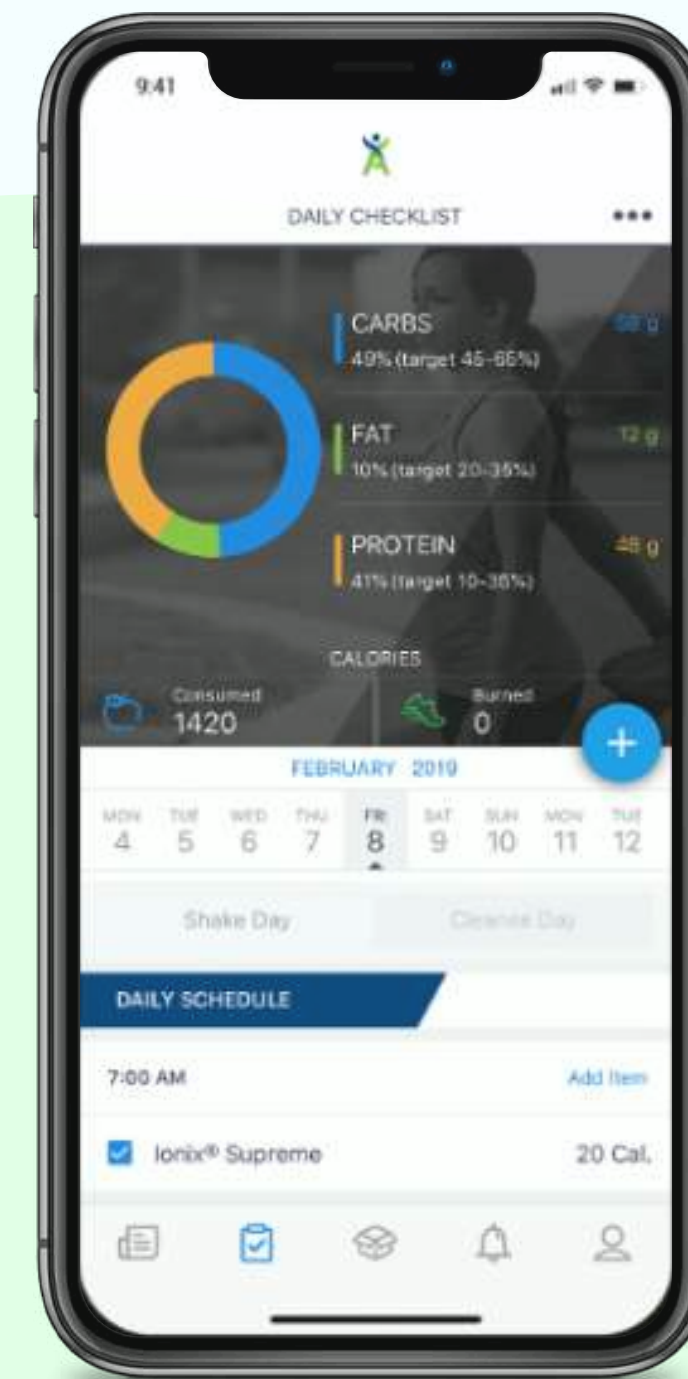 9:41
DAILY CHECKLIST
CARBS
49% (target 45-65%)
FAT 12 g
10% (target 20-35%)
PROTEIN 48 g
41% (target 10-35%)
CALORIES
Consumed Burned
1420 0
+
FEBRUARY 2019
MON TUE WED THU FRI SAT SUN MON TUE
4 5 6 7 8 9 10 11 12
Shake Day Cleanse Day
DAILY SCHEDULE
7:00 AM Add Item
Ionix® Supreme 20 Cal.